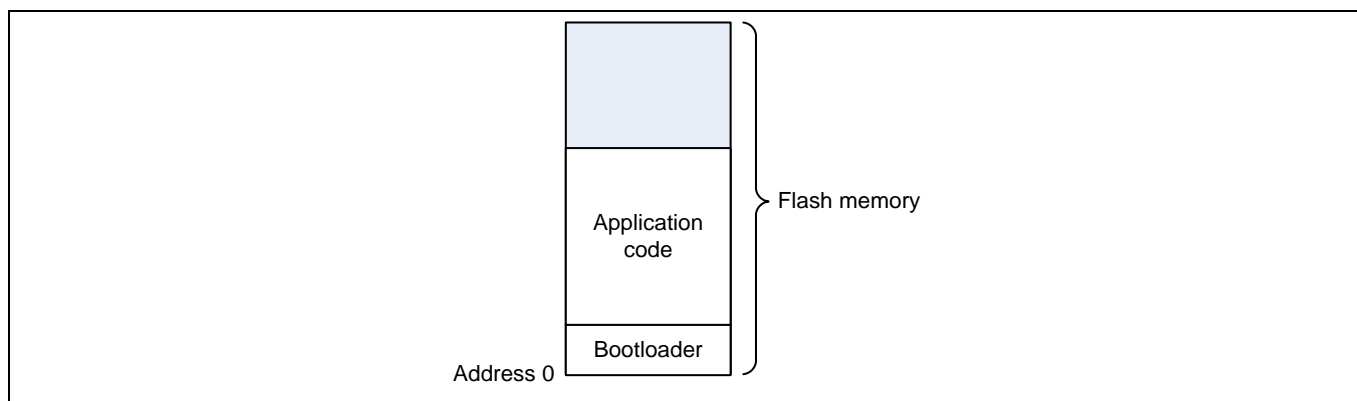 Flash memory
Application
code
Bootloader
Address 0